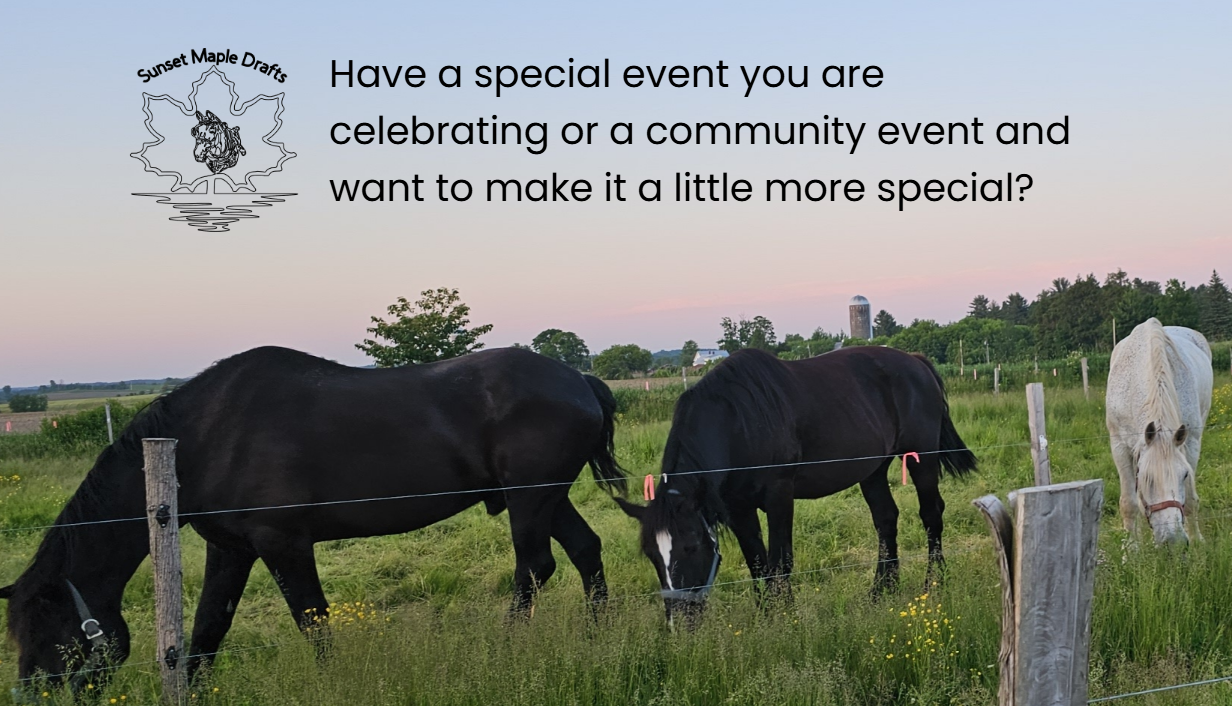 Sunset Maple Drafts
Have a special event you are
celebrating or a community event and
want to make it a little more special?